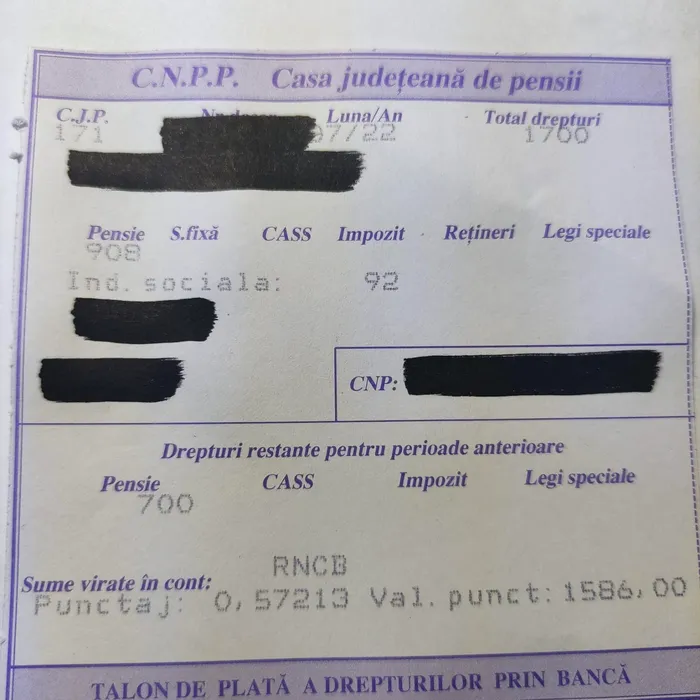 C.N.P.P. Casa județeană de pensii
C.J.P. Luna/An Total drepturi
171 07/22 1700
Pensie S.fixă CASS Impozit Rețineri Legi speciale
908
Ind. sociala: 92
CNP:
Drepturi restante pentru perioade anterioare
Pensie CASS Impozit Legi speciale
700
RNCB
Sume virate în cont:
Punctaj: 0,57213 Val. punct: 1586,00
TALON DE PLATĂ A DREPTURILOR PRIN BANCĂ